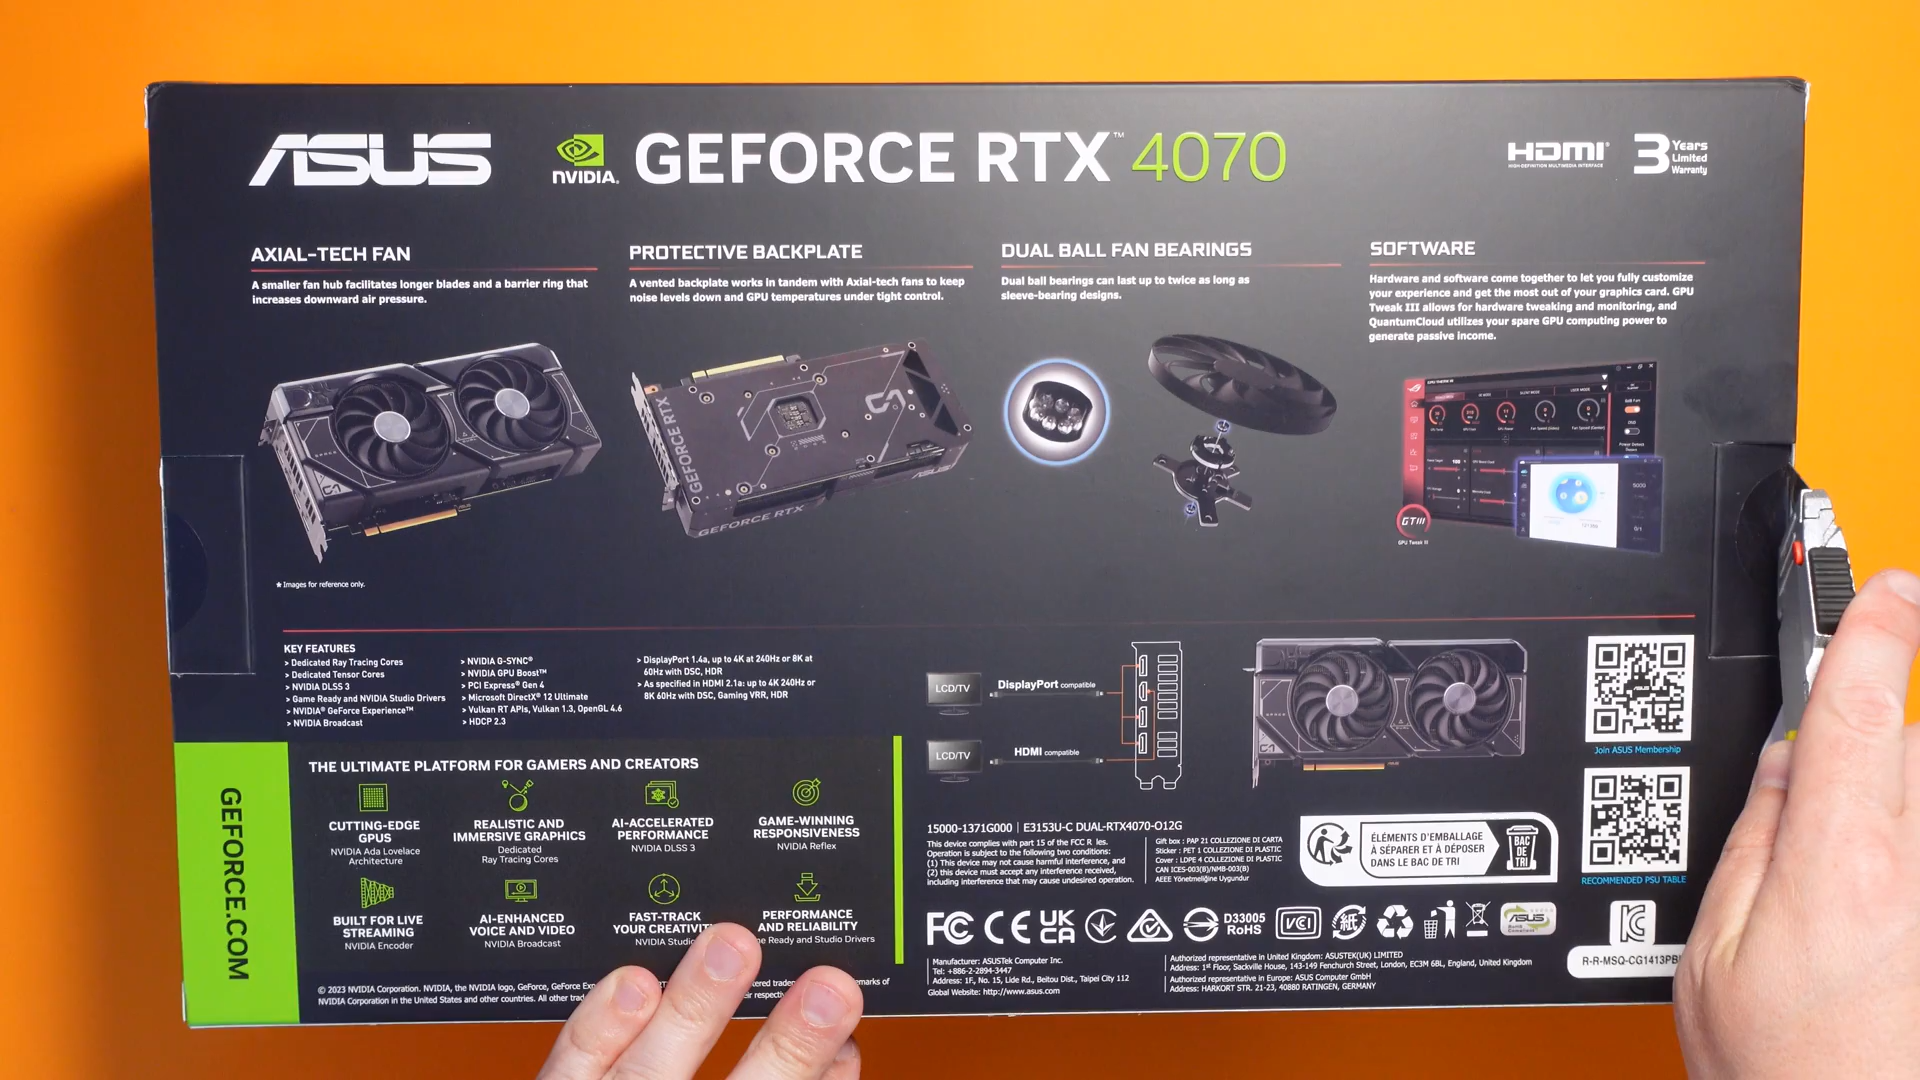 ASUS
NVIDIA.
GEFORCE RTX™ 4070
HDMI®
HIGH-DEFINITION MULTIMEDIA INTERFACE
3 Years
Limited
Warranty
AXIAL-TECH FAN
A smaller fan hub facilitates longer blades and a barrier ring that
increases downward air pressure.
PROTECTIVE BACKPLATE
A vented backplate works in tandem with Axial-tech fans to keep
noise levels down and GPU temperatures under tight control.
DUAL BALL FAN BEARINGS
Dual ball bearings can last up to twice as long as
sleeve-bearing designs.
SOFTWARE
Hardware and software come together to let you fully customize
your experience and get the most out of your graphics card. GPU
Tweak III allows for hardware tweaking and monitoring, and
QuantumCloud utilizes your spare GPU computing power to
generate passive income.
GEFORCE RTX
GEFORCE RTX
ASUS
GTIII
GPU Tweak III
★ Images for reference only.
KEY FEATURES
> Dedicated Ray Tracing Cores
> Dedicated Tensor Cores
> NVIDIA DLSS 3
> Game Ready and NVIDIA Studio Drivers
> NVIDIA® GeForce Experience™
> NVIDIA Broadcast
> NVIDIA G-SYNC®
> NVIDIA GPU Boost™
> PCI Express® Gen 4
> Microsoft DirectX® 12 Ultimate
> Vulkan RT APIs, Vulkan 1.3, OpenGL 4.6
> HDCP 2.3
> DisplayPort 1.4a, up to 4K at 240Hz or 8K at
60Hz with DSC, HDR
> As specified in HDMI 2.1a: up to 4K 240Hz or
8K 60Hz with DSC, Gaming VRR, HDR
LCD/TV
DisplayPort compatible
LCD/TV
HDMI compatible
Join ASUS Membership
RECOMMENDED PSU TABLE
GEFORCE.COM
THE ULTIMATE PLATFORM FOR GAMERS AND CREATORS
CUTTING-EDGE
GPUS
NVIDIA Ada Lovelace
Architecture
REALISTIC AND
IMMERSIVE GRAPHICS
Dedicated
Ray Tracing Cores
AI-ACCELERATED
PERFORMANCE
NVIDIA DLSS 3
GAME-WINNING
RESPONSIVENESS
NVIDIA Reflex
BUILT FOR LIVE
STREAMING
NVIDIA Encoder
AI-ENHANCED
VOICE AND VIDEO
NVIDIA Broadcast
FAST-TRACK
YOUR
NVIDIA
PERFORMANCE
AND RELIABILITY
Ready and Studio Drivers
© 2023 NVIDIA Corporation. NVIDIA, the NVIDIA logo, GeForce, GeForce
NVIDIA Corporation in the United States and other countries. All other
15000-1371G000 | E3153U-C DUAL-RTX4070-O12G
This device complies with part 15 of the FCC R les.
Operation is subject to the following two conditions:
(1) This device may not cause harmful interference, and
(2) this device must accept any interference received,
including interference that may cause undesired operation.
Gift box : PAP 21 COLLEZIONE DI CARTA
Sticker : PET 1 COLLEZIONE DI PLASTIC
Cover : LDPE 4 COLLEZIONE DI PLASTIC
CAN ICES-003(B)/NMB-003(B)
AEEE Yönetmeliğine Uygundur
ÉLÉMENTS D'EMBALLAGE
À SÉPARER ET À DÉPOSER
DANS LE BAC DE TRI
BAC
DE
TRI
FC CE UK
CA
D33005
RoHS
VCI
紙
ASUS
R-R-MSQ-CG1413PB
Manufacturer: ASUSTek Computer Inc.
Tel: +886-2-2894-3447
Address: 1F., No. 15, Lide Rd., Beitou Dist., Taipei City 112
Global Website: http://www.asus.com
Authorized representative in United Kingdom: ASUSTEK(UK) LIMITED
Address: 1st Floor, Sackville House, 143-149 Fenchurch Street, London, EC3M 6BL, England, United Kingdom
Authorized representative in Europe: ASUS Computer GmbH
Address: HARKORT STR. 21-23, 40880 RATINGEN, GERMANY